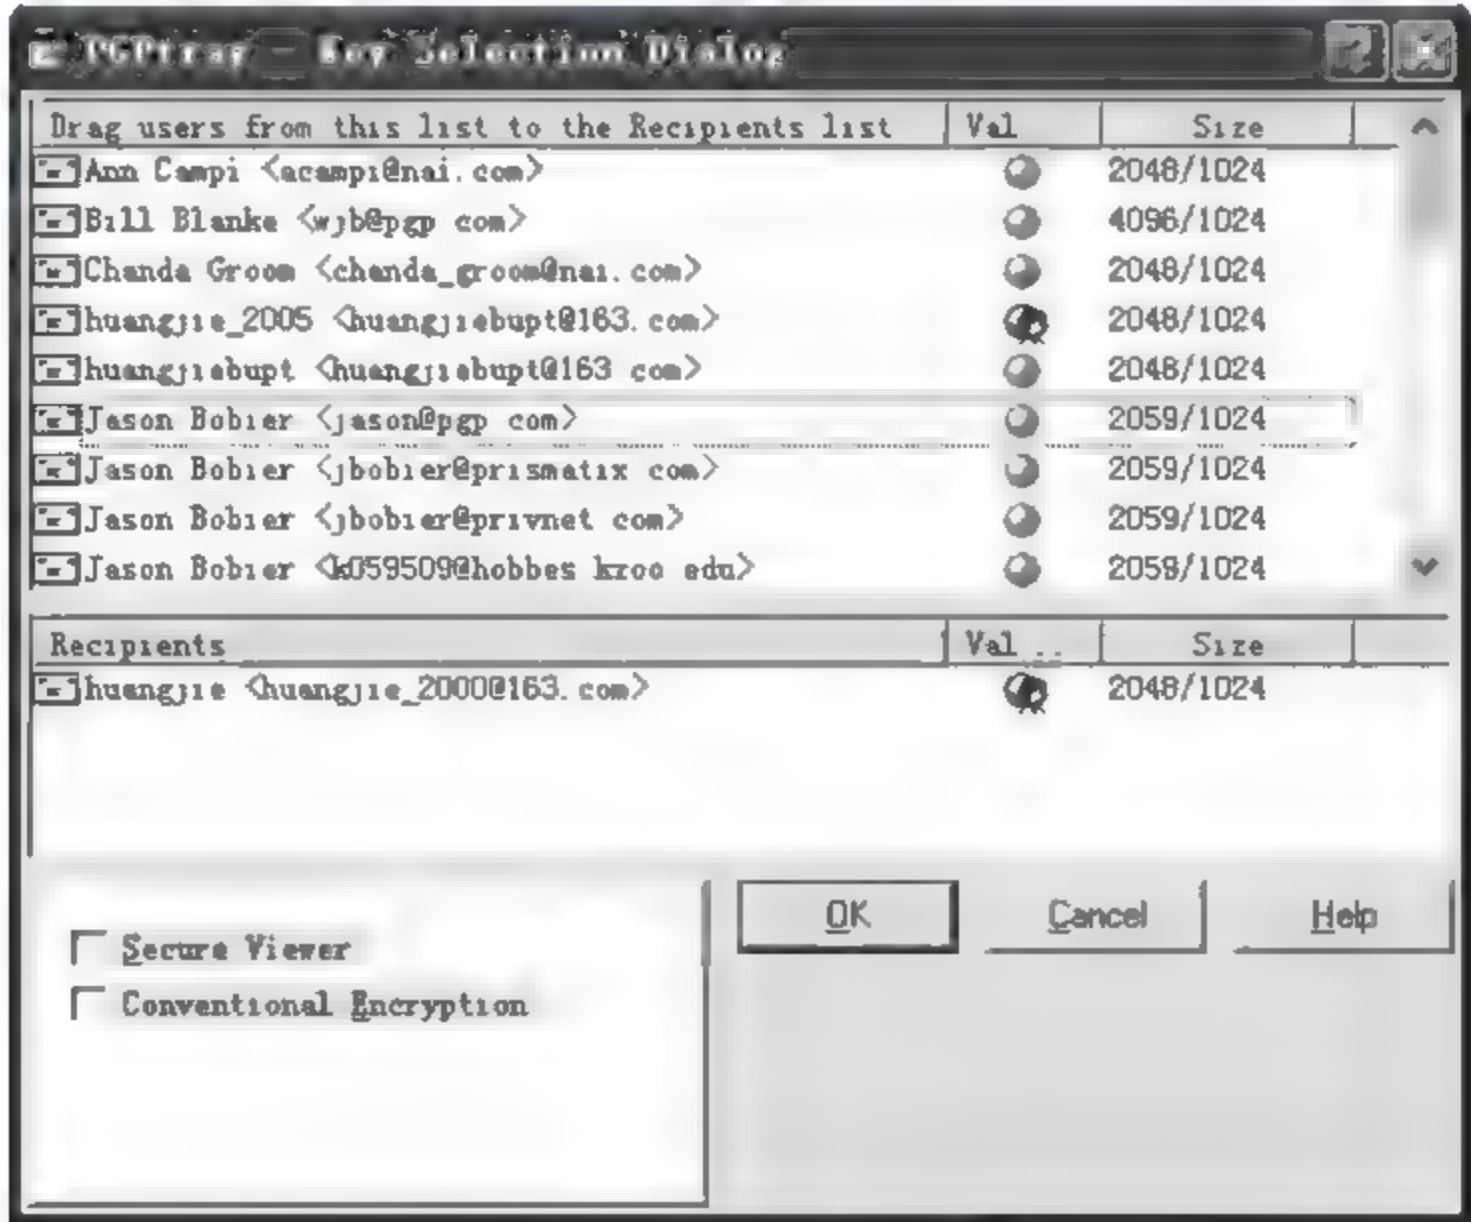 PGPtray - Key Selection Dialog
Drag users from this list to the Recipients list Val Size
Ann Campi <acampi@nai.com> 2048/1024
Bill Blanke <wjb@pgp com> 4096/1024
Chanda Groom <chanda_groom@nai.com> 2048/1024
huangjie_2005 <huangjiebupt@163.com> 2048/1024
huangjiebupt <huangjiebupt@163 com> 2048/1024
Jason Bobier <jason@pgp com> 2059/1024
Jason Bobier <jbobier@prismatix com> 2059/1024
Jason Bobier <jbobier@privnet com> 2059/1024
Jason Bobier <k059509@hobbes kzoo edu> 2059/1024
Recipients Val .. Size
huangjie <huangjie_2000@163.com> 2048/1024
OK Cancel Help
Secure Viewer
Conventional Encryption